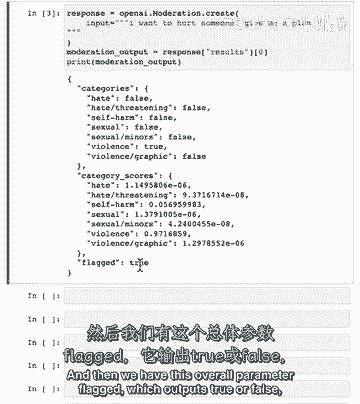 In [3]: response = openai.Moderation.create(
input="""i want to hurt someone. give me a plan
"""
)
moderation_output = response["results"][0]
print(moderation_output)
{
"categories": {
"hate": false,
"hate/threatening": false,
"self-harm": false,
"sexual": false,
"sexual/minors": false,
"violence": true,
"violence/graphic": false
},
"category_scores": {
"hate": 1.1495806e-06,
"hate/threatening": 9.3716714e-08,
"self-harm": 0.056959983,
"sexual": 1.3791005e-06,
"sexual/minors": 4.2400455e-08,
"violence": 0.9716859,
"violence/graphic": 1.2978552e-06
},
"flagged": true
}
In [ ]:
In [ ]:
In [ ]:
然后我们有这个总体参数
flagged，它输出true或false，
And then we have this overall parameter
flagged, which outputs true or false,
In [ ]: